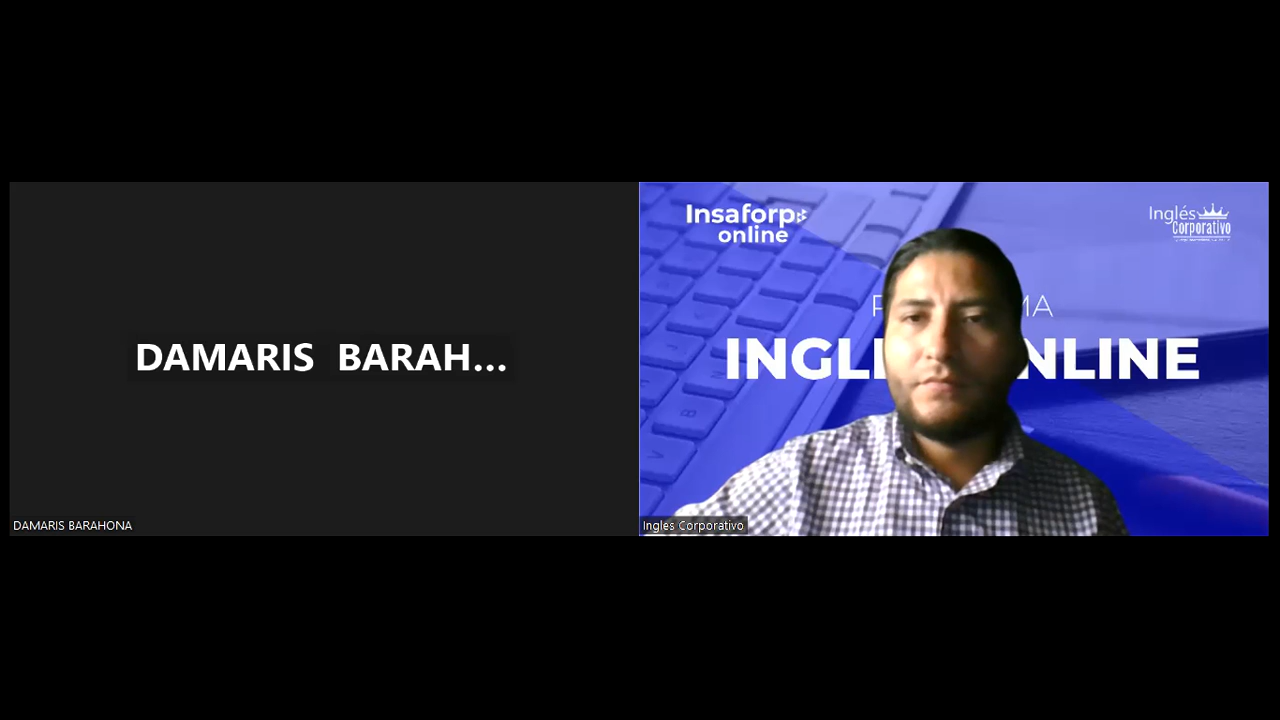 DAMARIS BARAH...
DAMARIS BARAHONA
Insaforp
online
Inglés
Corporativo
P MA
INGL NLINE
Ingles Corporativo